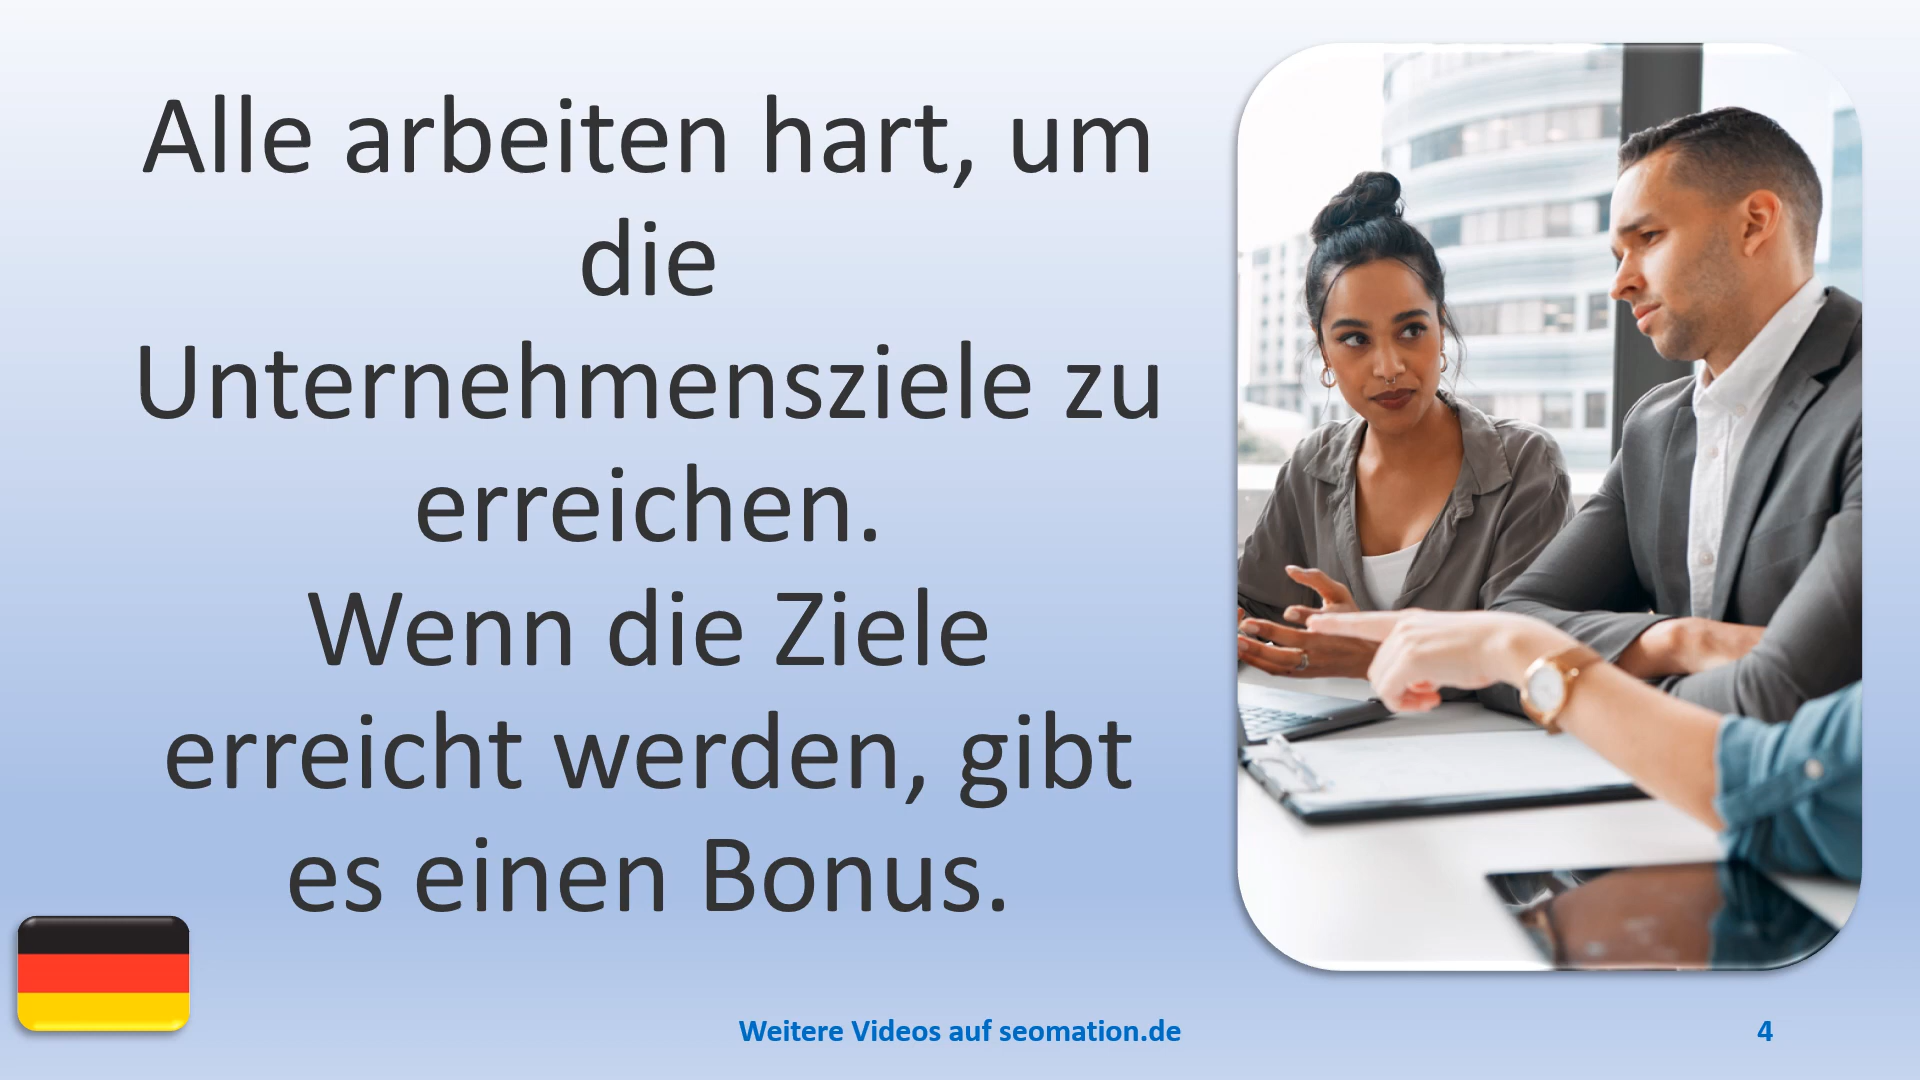 Alle arbeiten hart, um
die
Unternehmensziele zu
erreichen.
Wenn die Ziele
erreicht werden, gibt
es einen Bonus.
Weitere Videos auf seomation.de
4